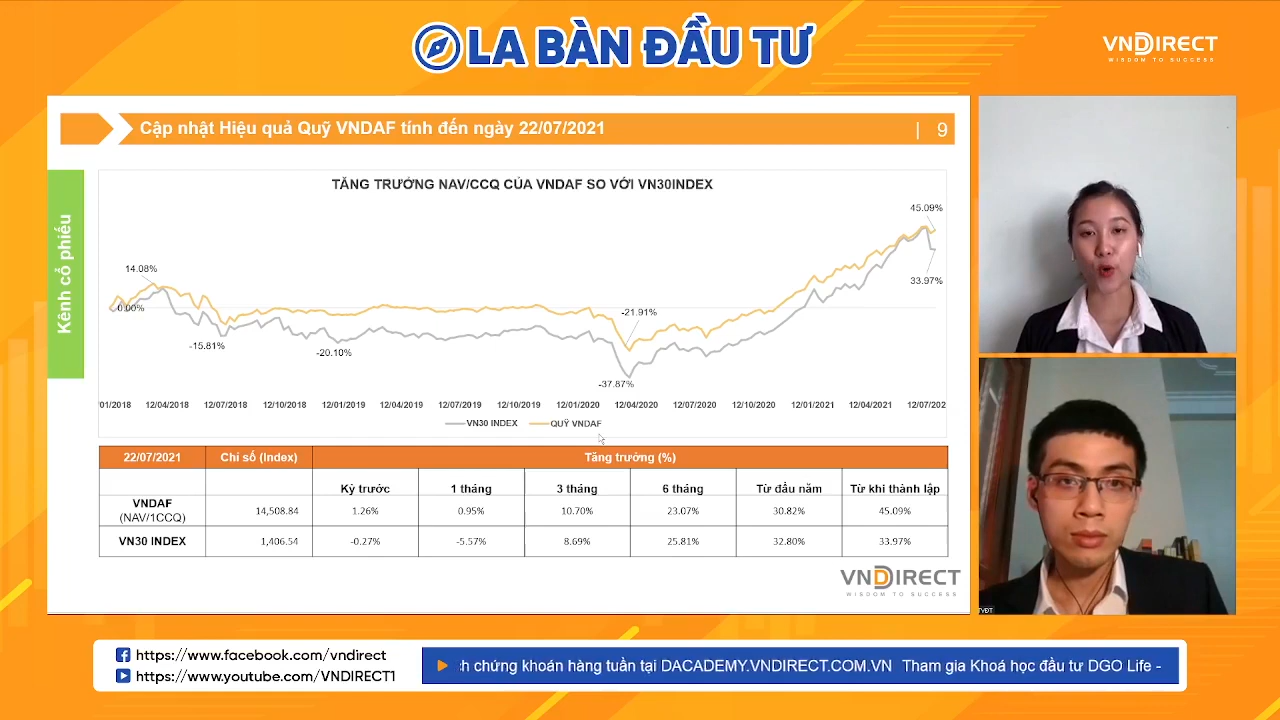 LA BÀN ĐẦU TƯ
VNDIRECT
WISDOM TO SUCCESS
Cập nhật Hiệu quả Quỹ VNDAF tính đến ngày 22/07/2021
| 9
Kênh cổ phiếu
TĂNG TRƯỞNG NAV/CCQ CỦA VNDAF SO VỚI VN30INDEX
45.09%
14.08%
33.97%
0.00%
-21.91%
-15.81%
-20.10%
-37.87%
/01/2018 12/04/2018 12/07/2018 12/10/2018 12/01/2019 12/04/2019 12/07/2019 12/10/2019 12/01/2020 12/04/2020 12/07/2020 12/10/2020 12/01/2021 12/04/2021 12/07/202
VN30 INDEX QUỸ VNDAF
22/07/2021 Chỉ số (Index) Tăng trưởng (%)
Kỳ trước 1 tháng 3 tháng 6 tháng Từ đầu năm Từ khi thành lập
VNDAF
(NAV/1CCQ) 14,508.84 1.26% 0.95% 10.70% 23.07% 30.82% 45.09%
VN30 INDEX 1,406.54 -0.27% -5.57% 8.69% 25.81% 32.80% 33.97%
VNDIRECT
WISDOM TO SUCCESS
TVĐT
https://www.facebook.com/vndirect
https://www.youtube.com/VNDIRECT1
ch chứng khoán hàng tuần tại DACADEMY.VNDIRECT.COM.VN Tham gia Khoá học đầu tư DGO Life -